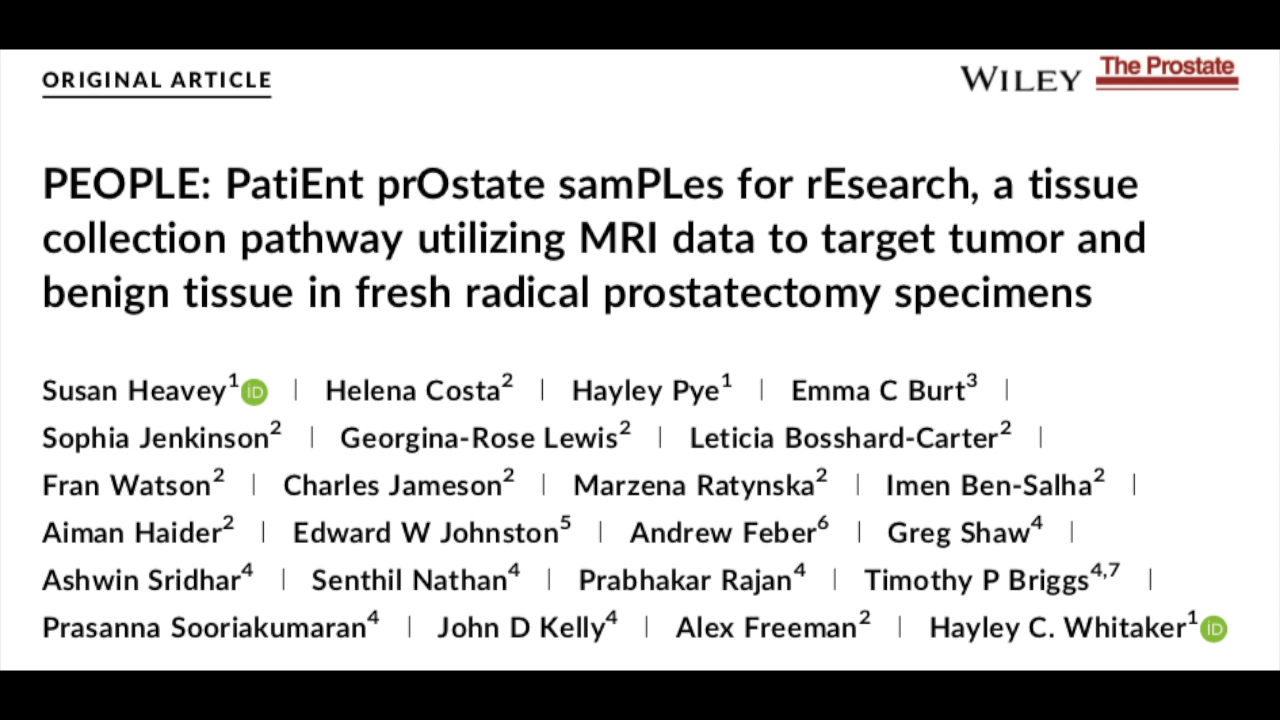 ORIGINAL ARTICLE
WILEY The Prostate
PEOPLE: PatiEnt prOstate samPLes for rEsearch, a tissue
collection pathway utilizing MRI data to target tumor and
benign tissue in fresh radical prostatectomy specimens
Susan Heavey¹ iD | Helena Costa² | Hayley Pye¹ | Emma C Burt³ |
Sophia Jenkinson² | Georgina-Rose Lewis² | Leticia Bosshard-Carter² |
Fran Watson² | Charles Jameson² | Marzena Ratynska² | Imen Ben-Salha² |
Aiman Haider² | Edward W Johnston⁵ | Andrew Feber⁶ | Greg Shaw⁴ |
Ashwin Sridhar⁴ | Senthil Nathan⁴ | Prabhakar Rajan⁴ | Timothy P Briggs⁴,⁷ |
Prasanna Sooriakumaran⁴ | John D Kelly⁴ | Alex Freeman² | Hayley C. Whitaker¹ iD